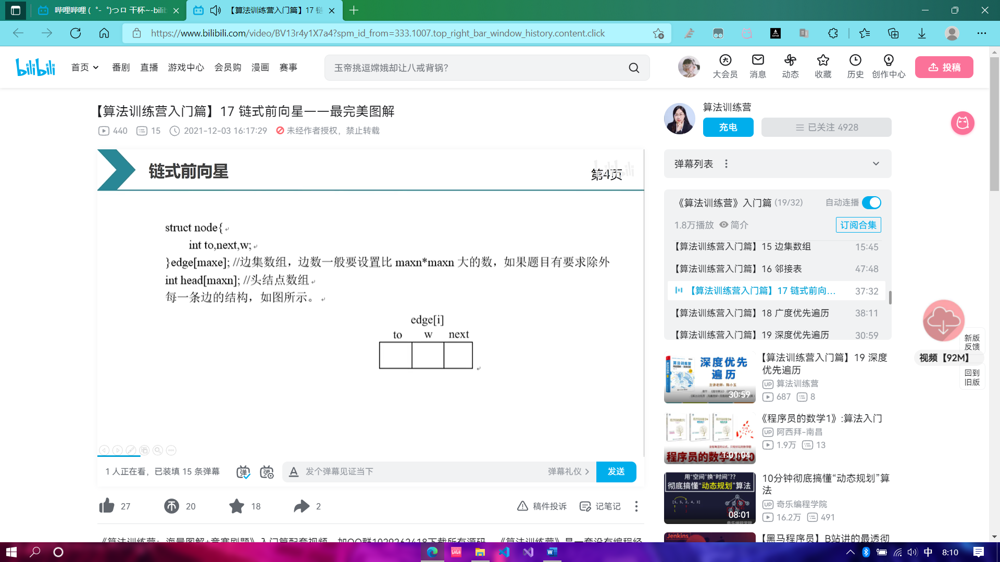 哔哩哔哩 (゜-゜)つロ 干杯~-bilib
【算法训练营入门篇】17 链
https://www.bilibili.com/video/BV13r4y1X7a4?spm_id_from=333.1007.top_right_bar_window_history.content.click
bilibili 首页 番剧 直播 游戏中心 会员购 漫画 赛事
玉帝挑逗嫦娥却让八戒背锅?
大会员 消息 动态 收藏 历史 创作中心 投稿
【算法训练营入门篇】17 链式前向星——最完美图解
440 15 2021-12-03 16:17:29 未经作者授权，禁止转载
算法训练营
充电 已关注 4928
链式前向星
第4页
bilibili
struct node{
int to,next,w;
}edge[maxe]; //边集数组，边数一般要设置比 maxn*maxn 大的数，如果题目有要求除外
int head[maxn]; //头结点数组
每一条边的结构，如图所示。
edge[i]
to w next
1 人正在看，已装填 15 条弹幕
弹 弹
发个弹幕见证当下 弹幕礼仪 发送
27 20 18 2
稿件投诉 记笔记
《算法训练营：海量图解+竞赛刷题》入门篇配套视频，加QQ群1029262418下载所有源码。 《算法训练营》是一套没有编程经
弹幕列表
《算法训练营》入门篇 (19/32) 自动连播
1.8万播放 简介 订阅合集
【算法训练营入门篇】15 边集数组 15:45
【算法训练营入门篇】16 邻接表 47:48
【算法训练营入门篇】17 链式前向... 37:32
【算法训练营入门篇】18 广度优先遍历 38:11
【算法训练营入门篇】19 深度优先遍历 30:59
深度优先
遍历
主讲老师：陈小玉
30:59
【算法训练营入门篇】19 深度
优先遍历
UP 算法训练营
687 8
程序员的数学2020
1:01:04
《程序员的数学1》:算法入门
UP 阿西拜-南昌
1.9万 13
用“空间”换“时间”??
彻底搞懂“动态规划”算法
[1, 5, 2, 4, 3]
08:01
10分钟彻底搞懂“动态规划”算
法
UP 奇乐编程学院
16.2万 491
Jenkins
【黑马程序员】B站讲的最透彻
新版
反馈
视频【92M】
回到
旧版
中 8:10